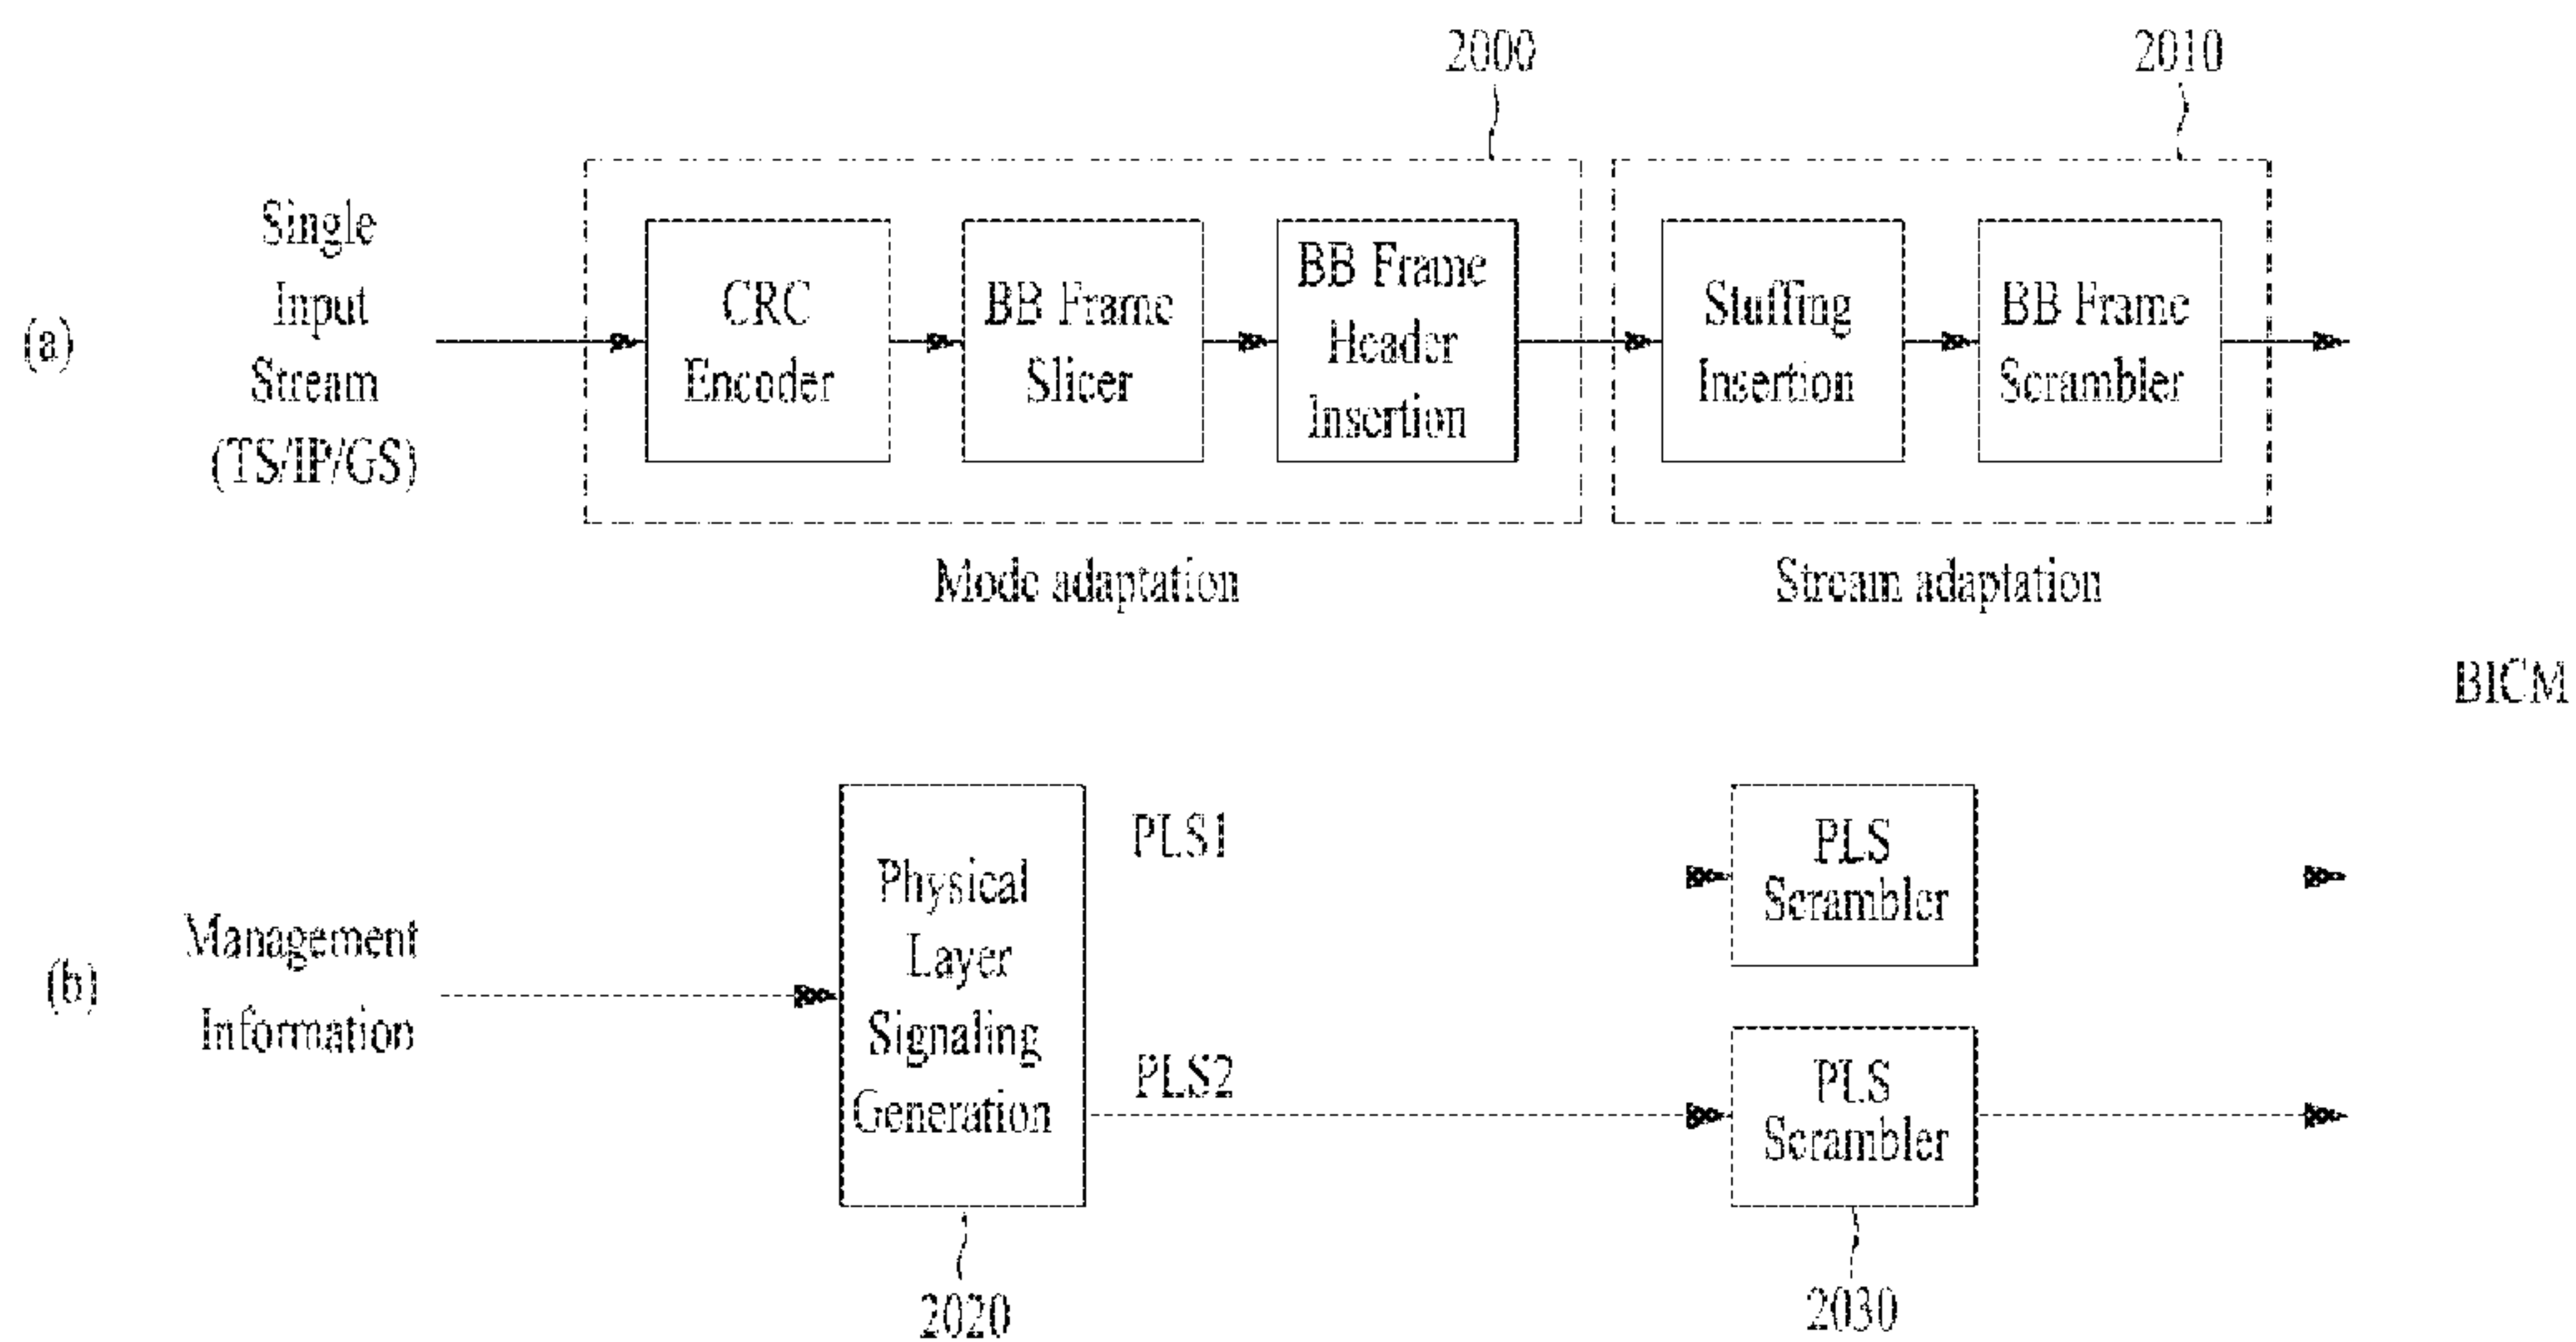 2000
2010
(a)
Single
Input
Stream
(TS/IP/GS)
CRC
Encoder
BB Frame
Slicer
BB Frame
Header
Insertion
Stuffing
Insertion
BB Frame
Scrambler
Mode adaptation
Stream adaptation
BICM
(b)
Management
Information
Physical
Layer
Signaling
Generation
PLS1
PLS2
PLS
Scrambler
PLS
Scrambler
2020
2030